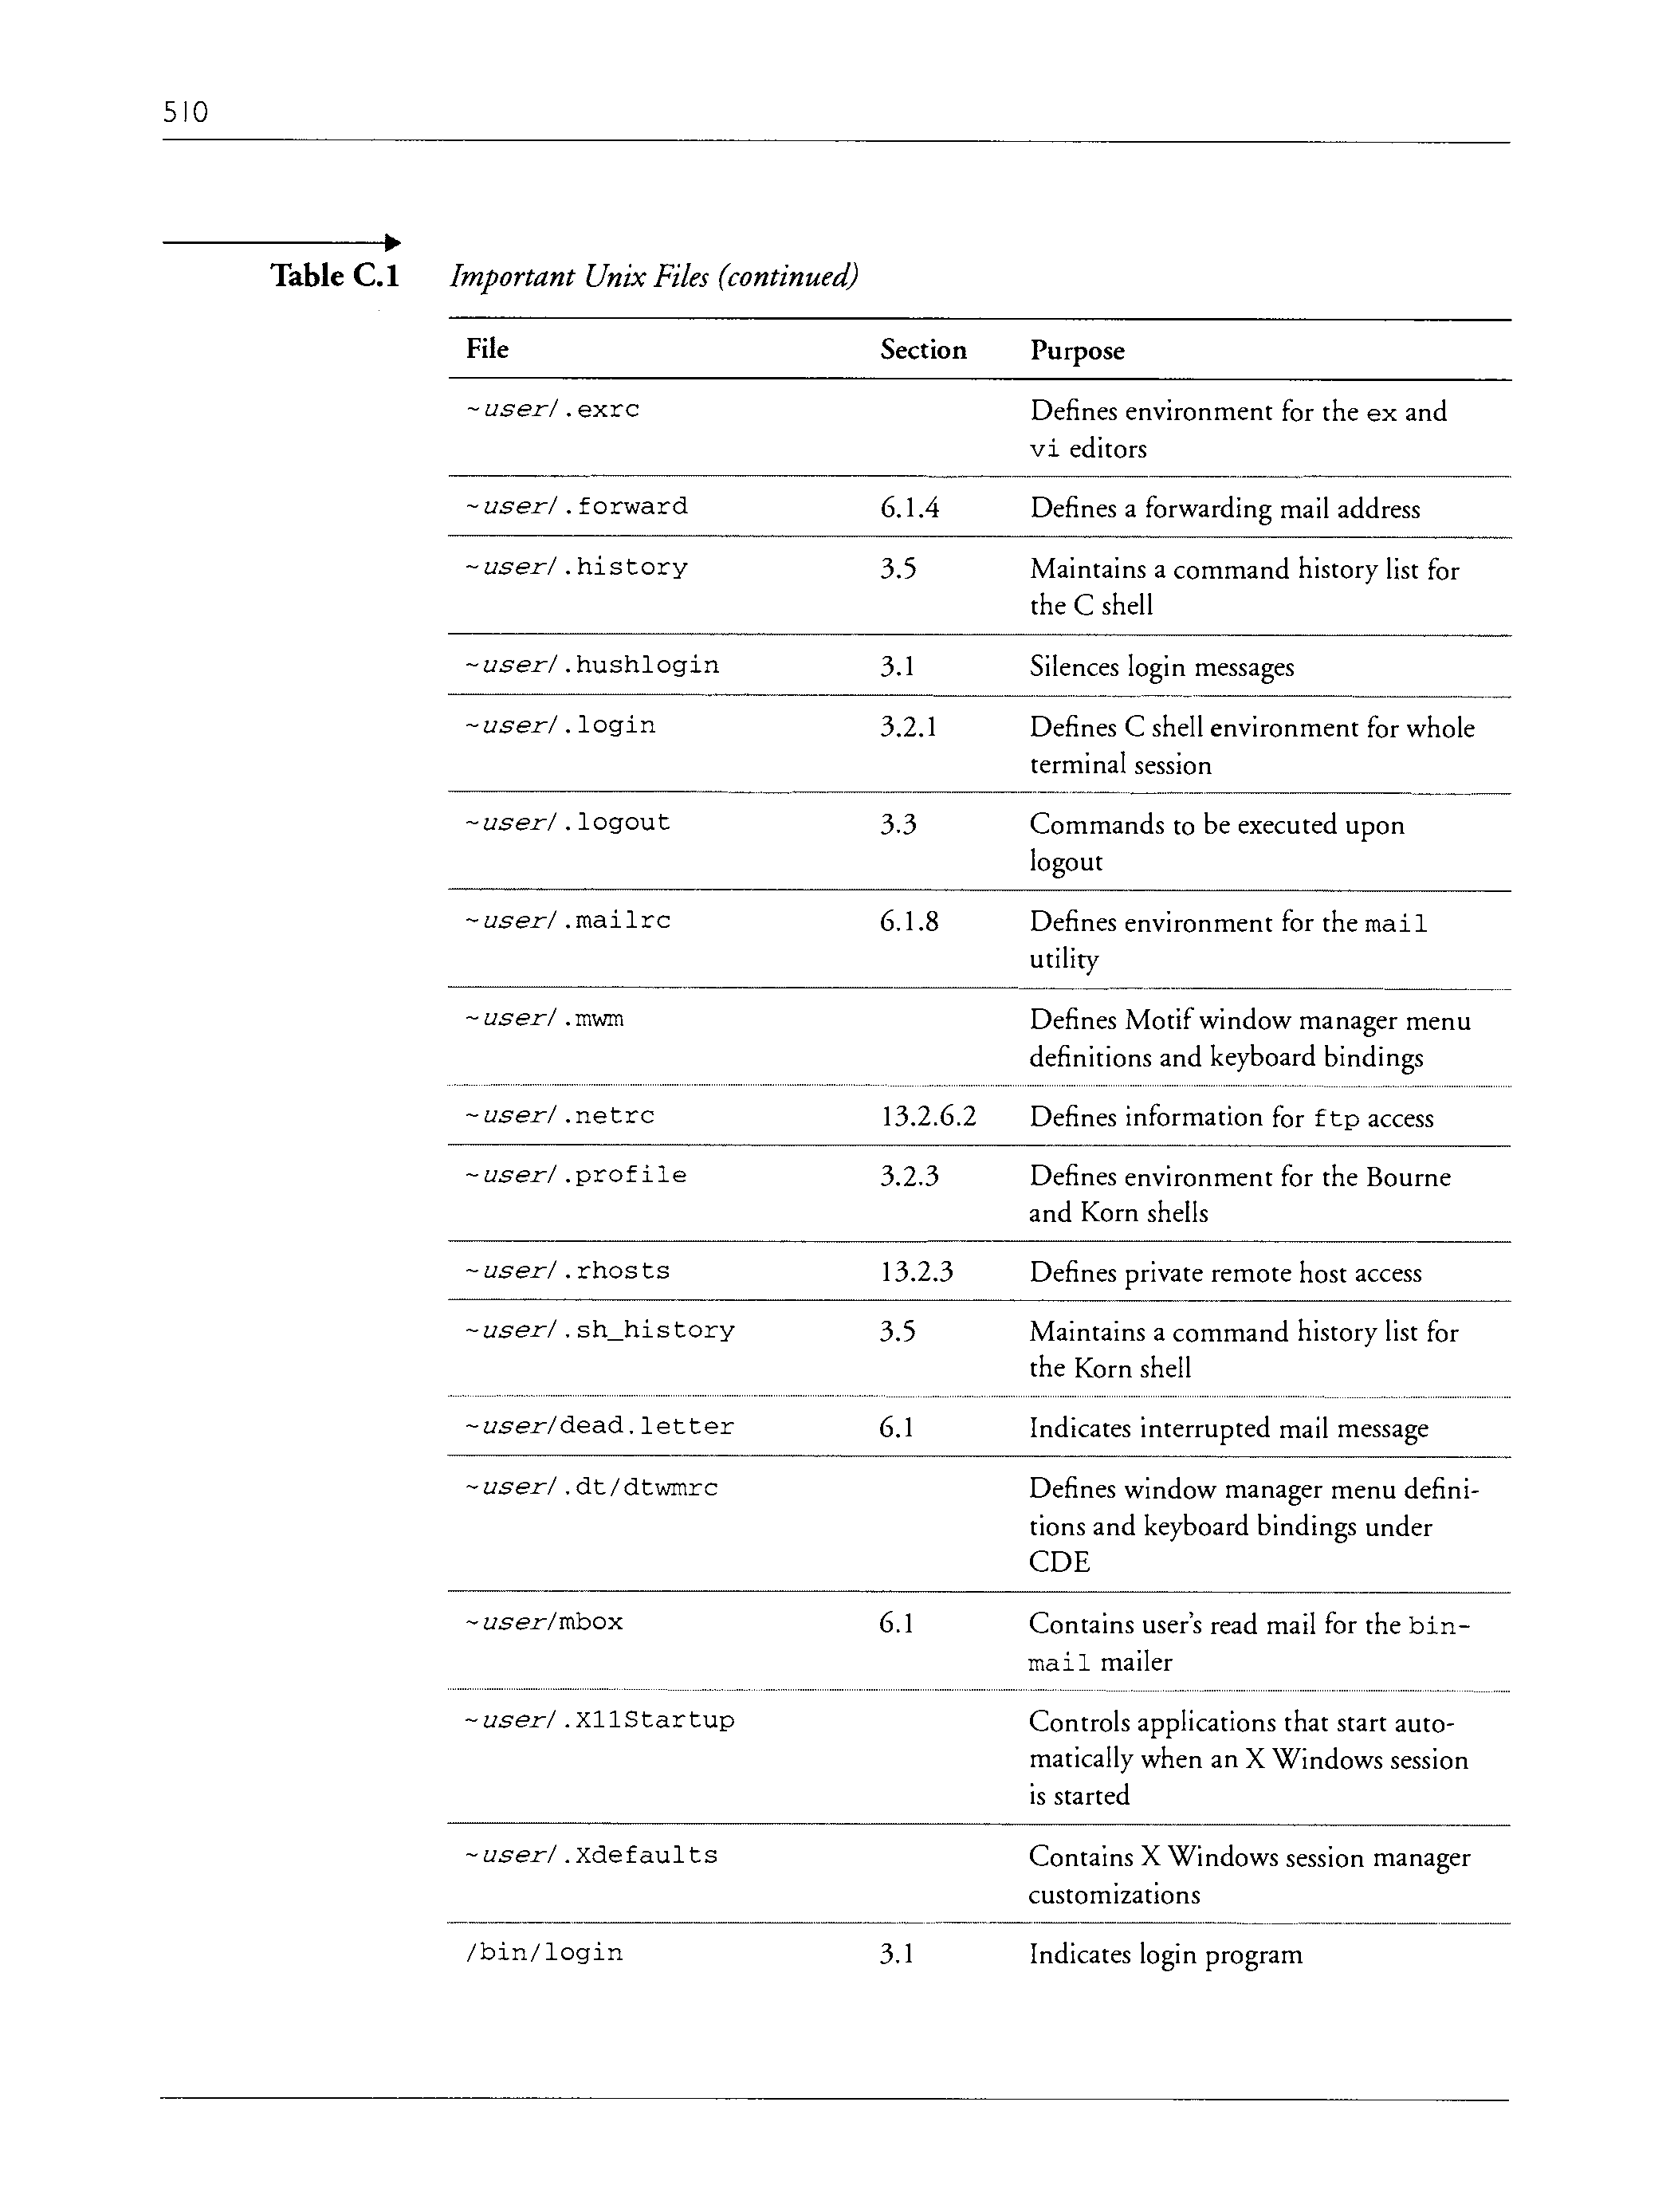 510
Table C.1 Important Unix Files (continued)
File Section Purpose
~user/.exrc Defines environment for the ex and
vi editors
~user/.forward 6.1.4 Defines a forwarding mail address
~user/.history 3.5 Maintains a command history list for
the C shell
~user/.hushlogin 3.1 Silences login messages
~user/.login 3.2.1 Defines C shell environment for whole
terminal session
~user/.logout 3.3 Commands to be executed upon
logout
~user/.mailrc 6.1.8 Defines environment for the mail
utility
~user/.mwm Defines Motif window manager menu
definitions and keyboard bindings
~user/.netrc 13.2.6.2 Defines information for ftp access
~user/.profile 3.2.3 Defines environment for the Bourne
and Korn shells
~user/.rhosts 13.2.3 Defines private remote host access
~user/.sh_history 3.5 Maintains a command history list for
the Korn shell
~user/dead.letter 6.1 Indicates interrupted mail message
~user/.dt/dtwmrc Defines window manager menu defini-
tions and keyboard bindings under
CDE
~user/mbox 6.1 Contains user's read mail for the bin-
mail mailer
~user/.X11Startup Controls applications that start auto-
matically when an X Windows session
is started
~user/.Xdefaults Contains X Windows session manager
customizations
/bin/login 3.1 Indicates login program